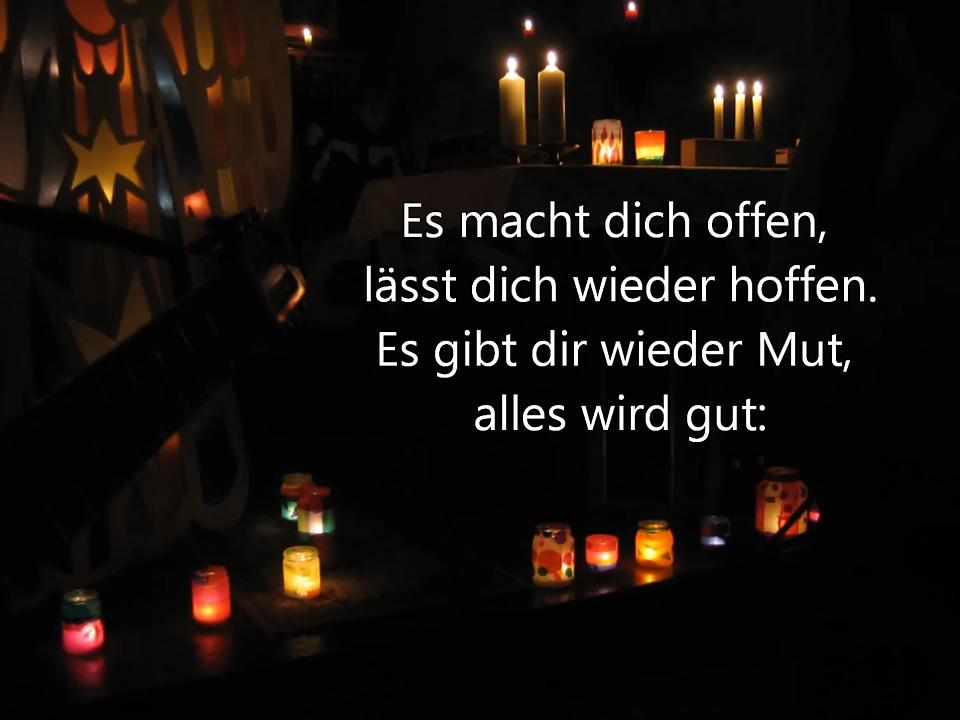 Es macht dich offen,
lässt dich wieder hoffen.
Es gibt dir wieder Mut,
alles wird gut: